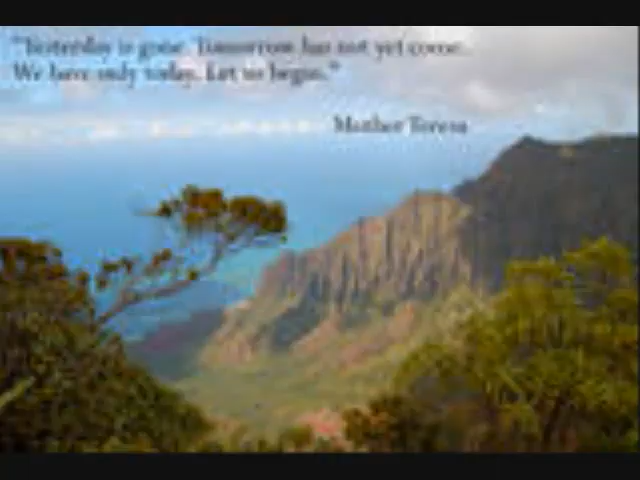 "Yesterday is gone. Tomorrow has not yet come.
We have only today. Let us begin."
Mother Teresa